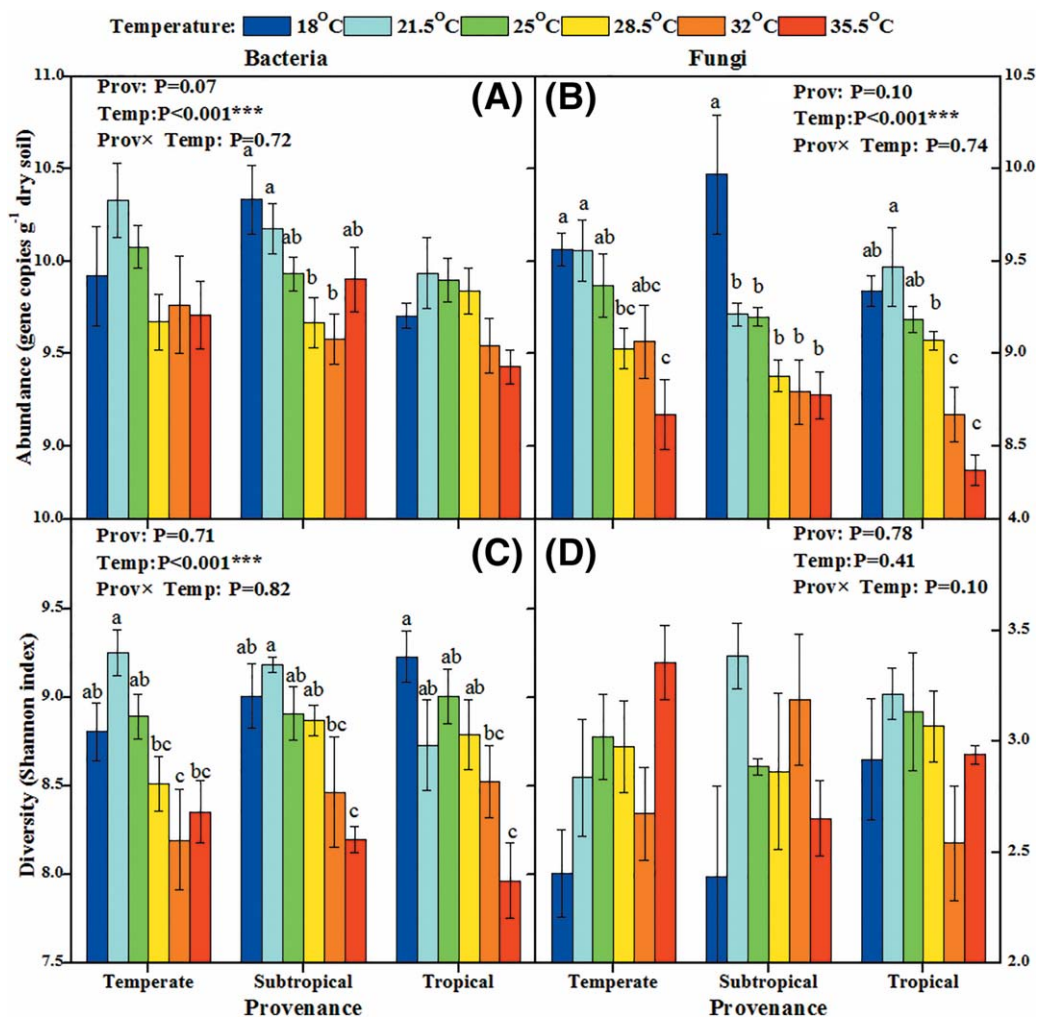 Temperature: 18°C 21.5°C 25°C 28.5°C 32°C 35.5°C
Bacteria Fungi
Abundance (gene copies g⁻¹ dry soil)
11.0
10.5
10.0
9.5
9.0
10.0
Prov: P=0.07
Temp:P<0.001***
Prov× Temp: P=0.72
(A)
a
a
ab
b
b
ab
(B)
Prov: P=0.10
Temp:P<0.001***
Prov× Temp: P=0.74
a
a
ab
bc
abc
c
a
b
b
b
b
b
ab
a
ab
b
c
c
10.5
10.0
9.5
9.0
8.5
4.0
Diversity (Shannon index)
9.5
9.0
8.5
8.0
7.5
Prov: P=0.71
Temp:P<0.001***
Prov× Temp: P=0.82
(C)
ab
a
ab
bc
c
bc
ab
a
ab
ab
bc
c
a
ab
ab
ab
bc
c
(D)
Prov: P=0.78
Temp:P=0.41
Prov× Temp: P=0.10
3.5
3.0
2.5
2.0
Temperate Subtropical Tropical Temperate Subtropical Tropical
Provenance Provenance